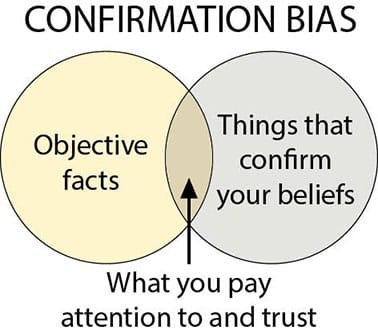 CONFIRMATION BIAS
Objective
facts
Things that
confirm
your beliefs
What you pay
attention to and trust